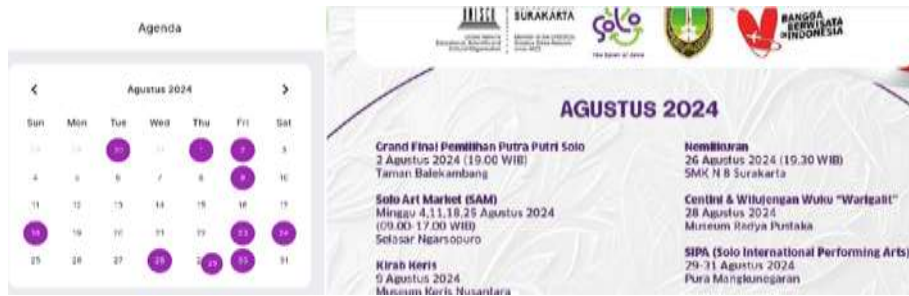 Agenda
Agustus 2024
Sun Mon Tue Wed Thu Fri Sat
30 1 2 3
4 5 6 7 8 9 10
11 12 13 14 15 16 17
18 19 20 21 22 23 24
25 26 27 28 29 30 31
SURAKARTA
solo
BANGGA
BERWISATA
DI INDONESIA
AGUSTUS 2024
Grand Final Pemilihan Putra Putri Solo
2 Agustus 2024 (19.00 WIB)
Taman Balekambang
Solo Art Market (SAM)
Minggu 4,11,18,25 Agustus 2024
(09.00-17.00 WIB)
Selasar Ngarsopuro
Kirab Keris
9 Agustus 2024
Museum Keris Nusantara
Nemlikuran
26 Agustus 2024 (19.30 WIB)
SMK N 8 Surakarta
Centini & Wilujengan Wuku "Warigalit"
28 Agustus 2024
Museum Radya Pustaka
SIPA (Solo International Performing Arts)
29-31 Agustus 2024
Pura Mangkunegaran